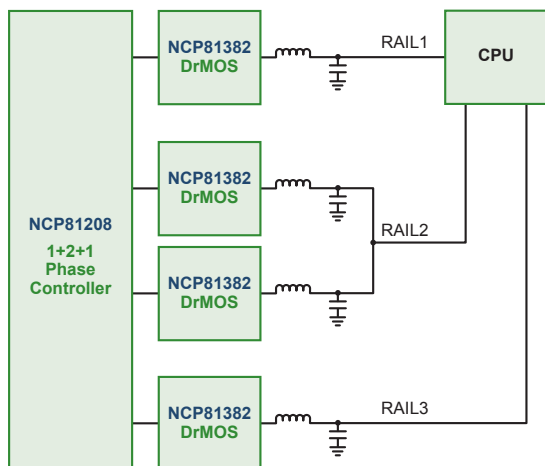 NCP81382
DrMOS
RAIL1
CPU
NCP81382
DrMOS
NCP81208
1+2+1
Phase
Controller
RAIL2
NCP81382
DrMOS
NCP81382
DrMOS
RAIL3